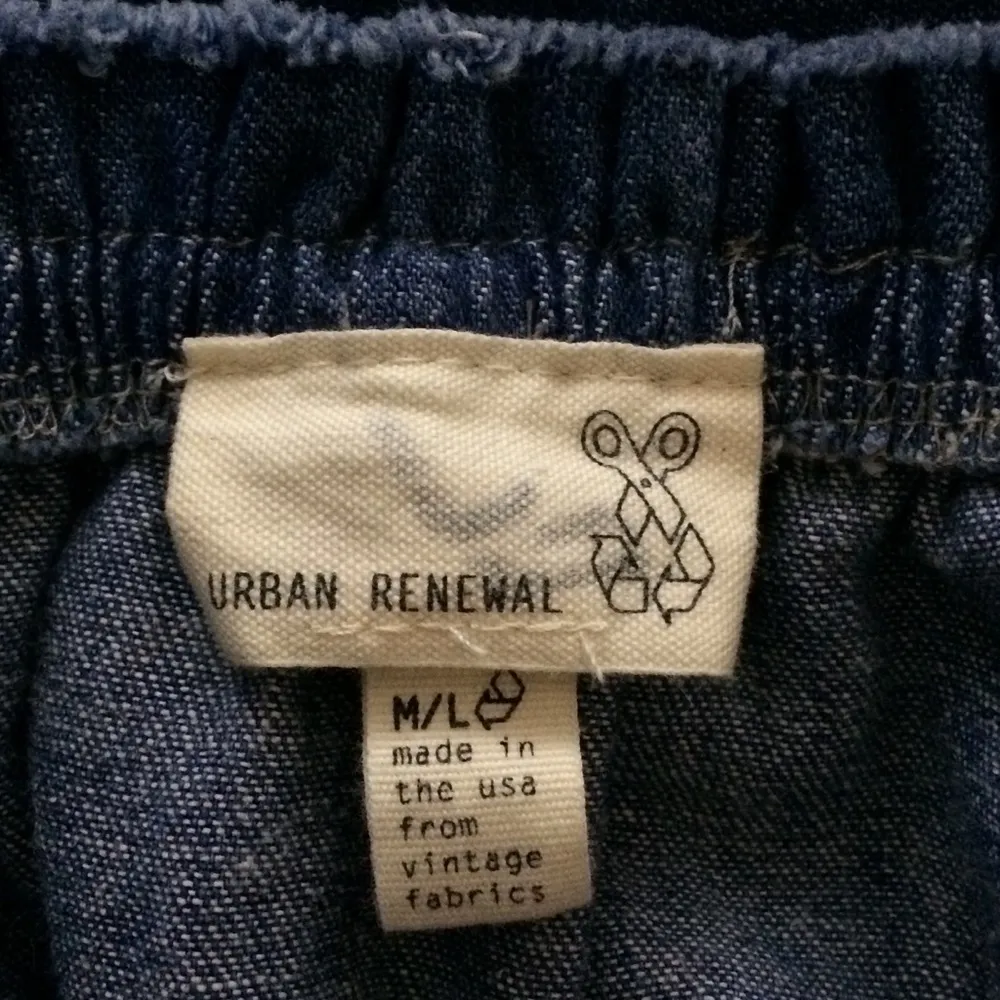 URBAN RENEWAL
M/L
made in
the usa
from
vintage
fabrics